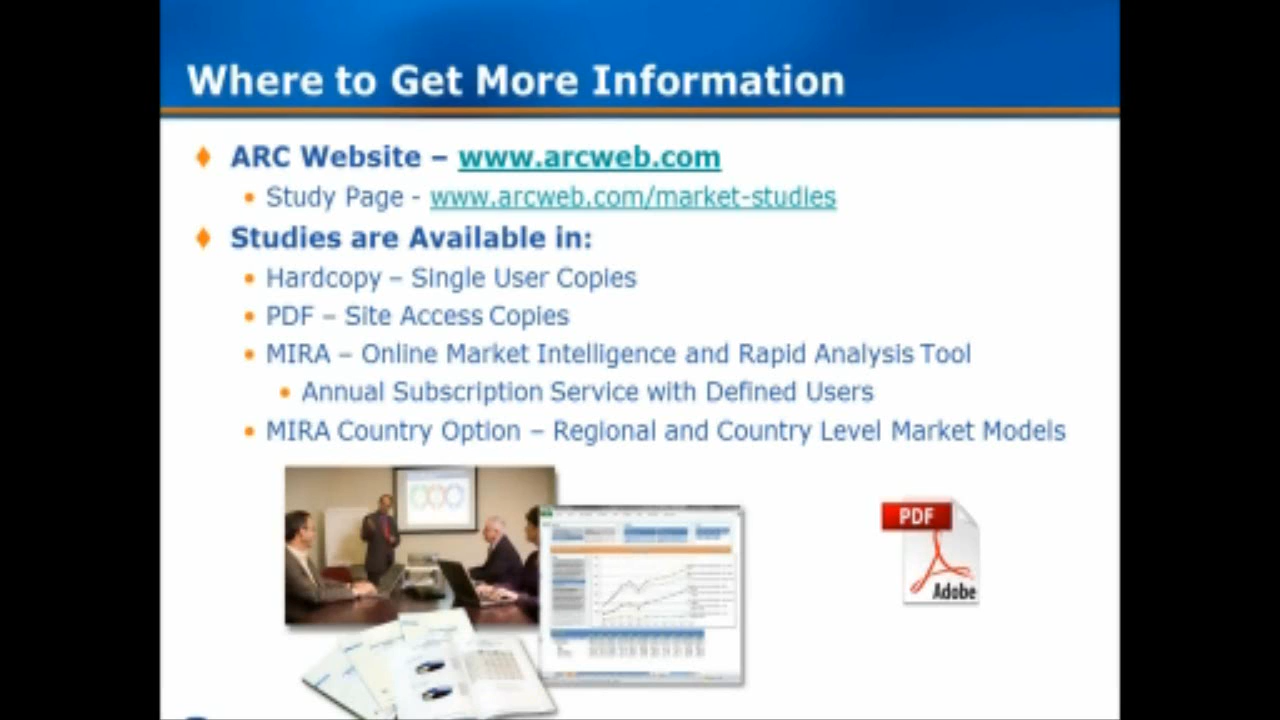 Where to Get More Information
♦ ARC Website – www.arcweb.com
• Study Page - www.arcweb.com/market-studies
♦ Studies are Available in:
• Hardcopy – Single User Copies
• PDF – Site Access Copies
• MIRA – Online Market Intelligence and Rapid Analysis Tool
• Annual Subscription Service with Defined Users
• MIRA Country Option – Regional and Country Level Market Models
PDF
Adobe